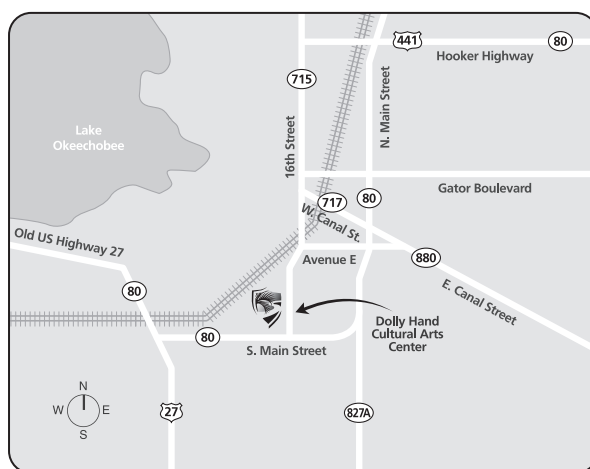 441
80
Hooker Highway
715
16th Street
N. Main Street
Lake
Okeechobee
Gator Boulevard
717
80
W. Canal St.
Old US Highway 27
Avenue E
880
E. Canal Street
80
Dolly Hand
Cultural Arts
Center
80
S. Main Street
N
W E
S
27
827A